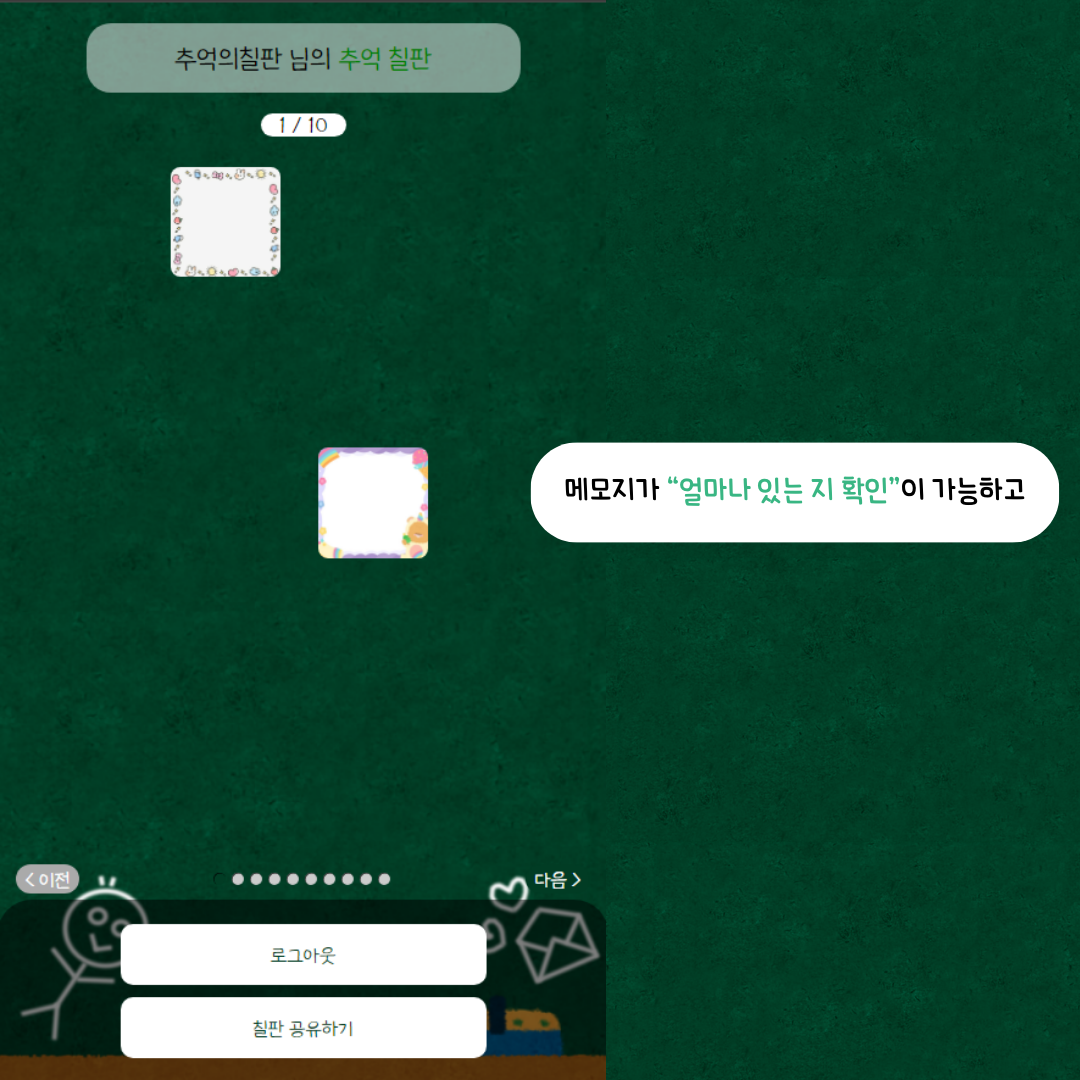 추억의칠판 님의 추억 칠판
1 / 10
메모지가 “얼마나 있는 지 확인”이 가능하고
< 이전
다음 >
로그아웃
칠판 공유하기